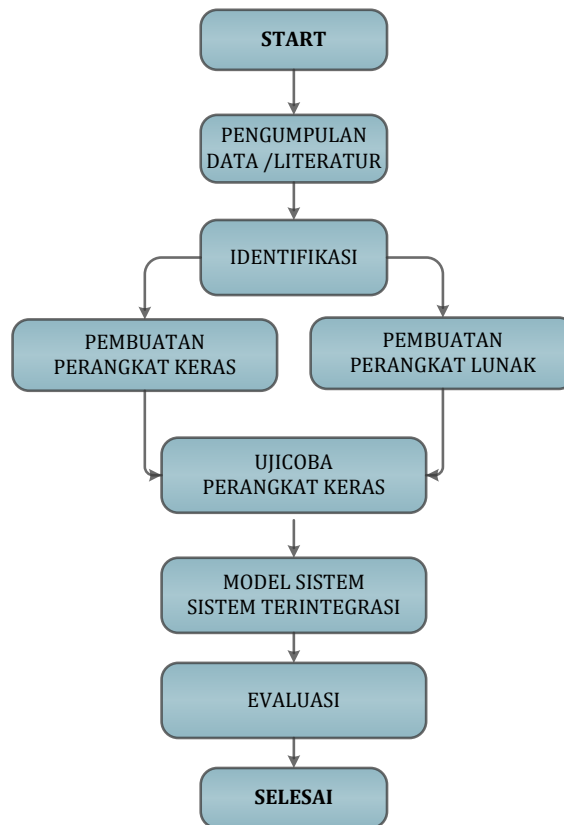 START
PENGUMPULAN
DATA /LITERATUR
IDENTIFIKASI
PEMBUATAN
PERANGKAT KERAS
PEMBUATAN
PERANGKAT LUNAK
UJICOBA
PERANGKAT KERAS
MODEL SISTEM
SISTEM TERINTEGRASI
EVALUASI
SELESAI